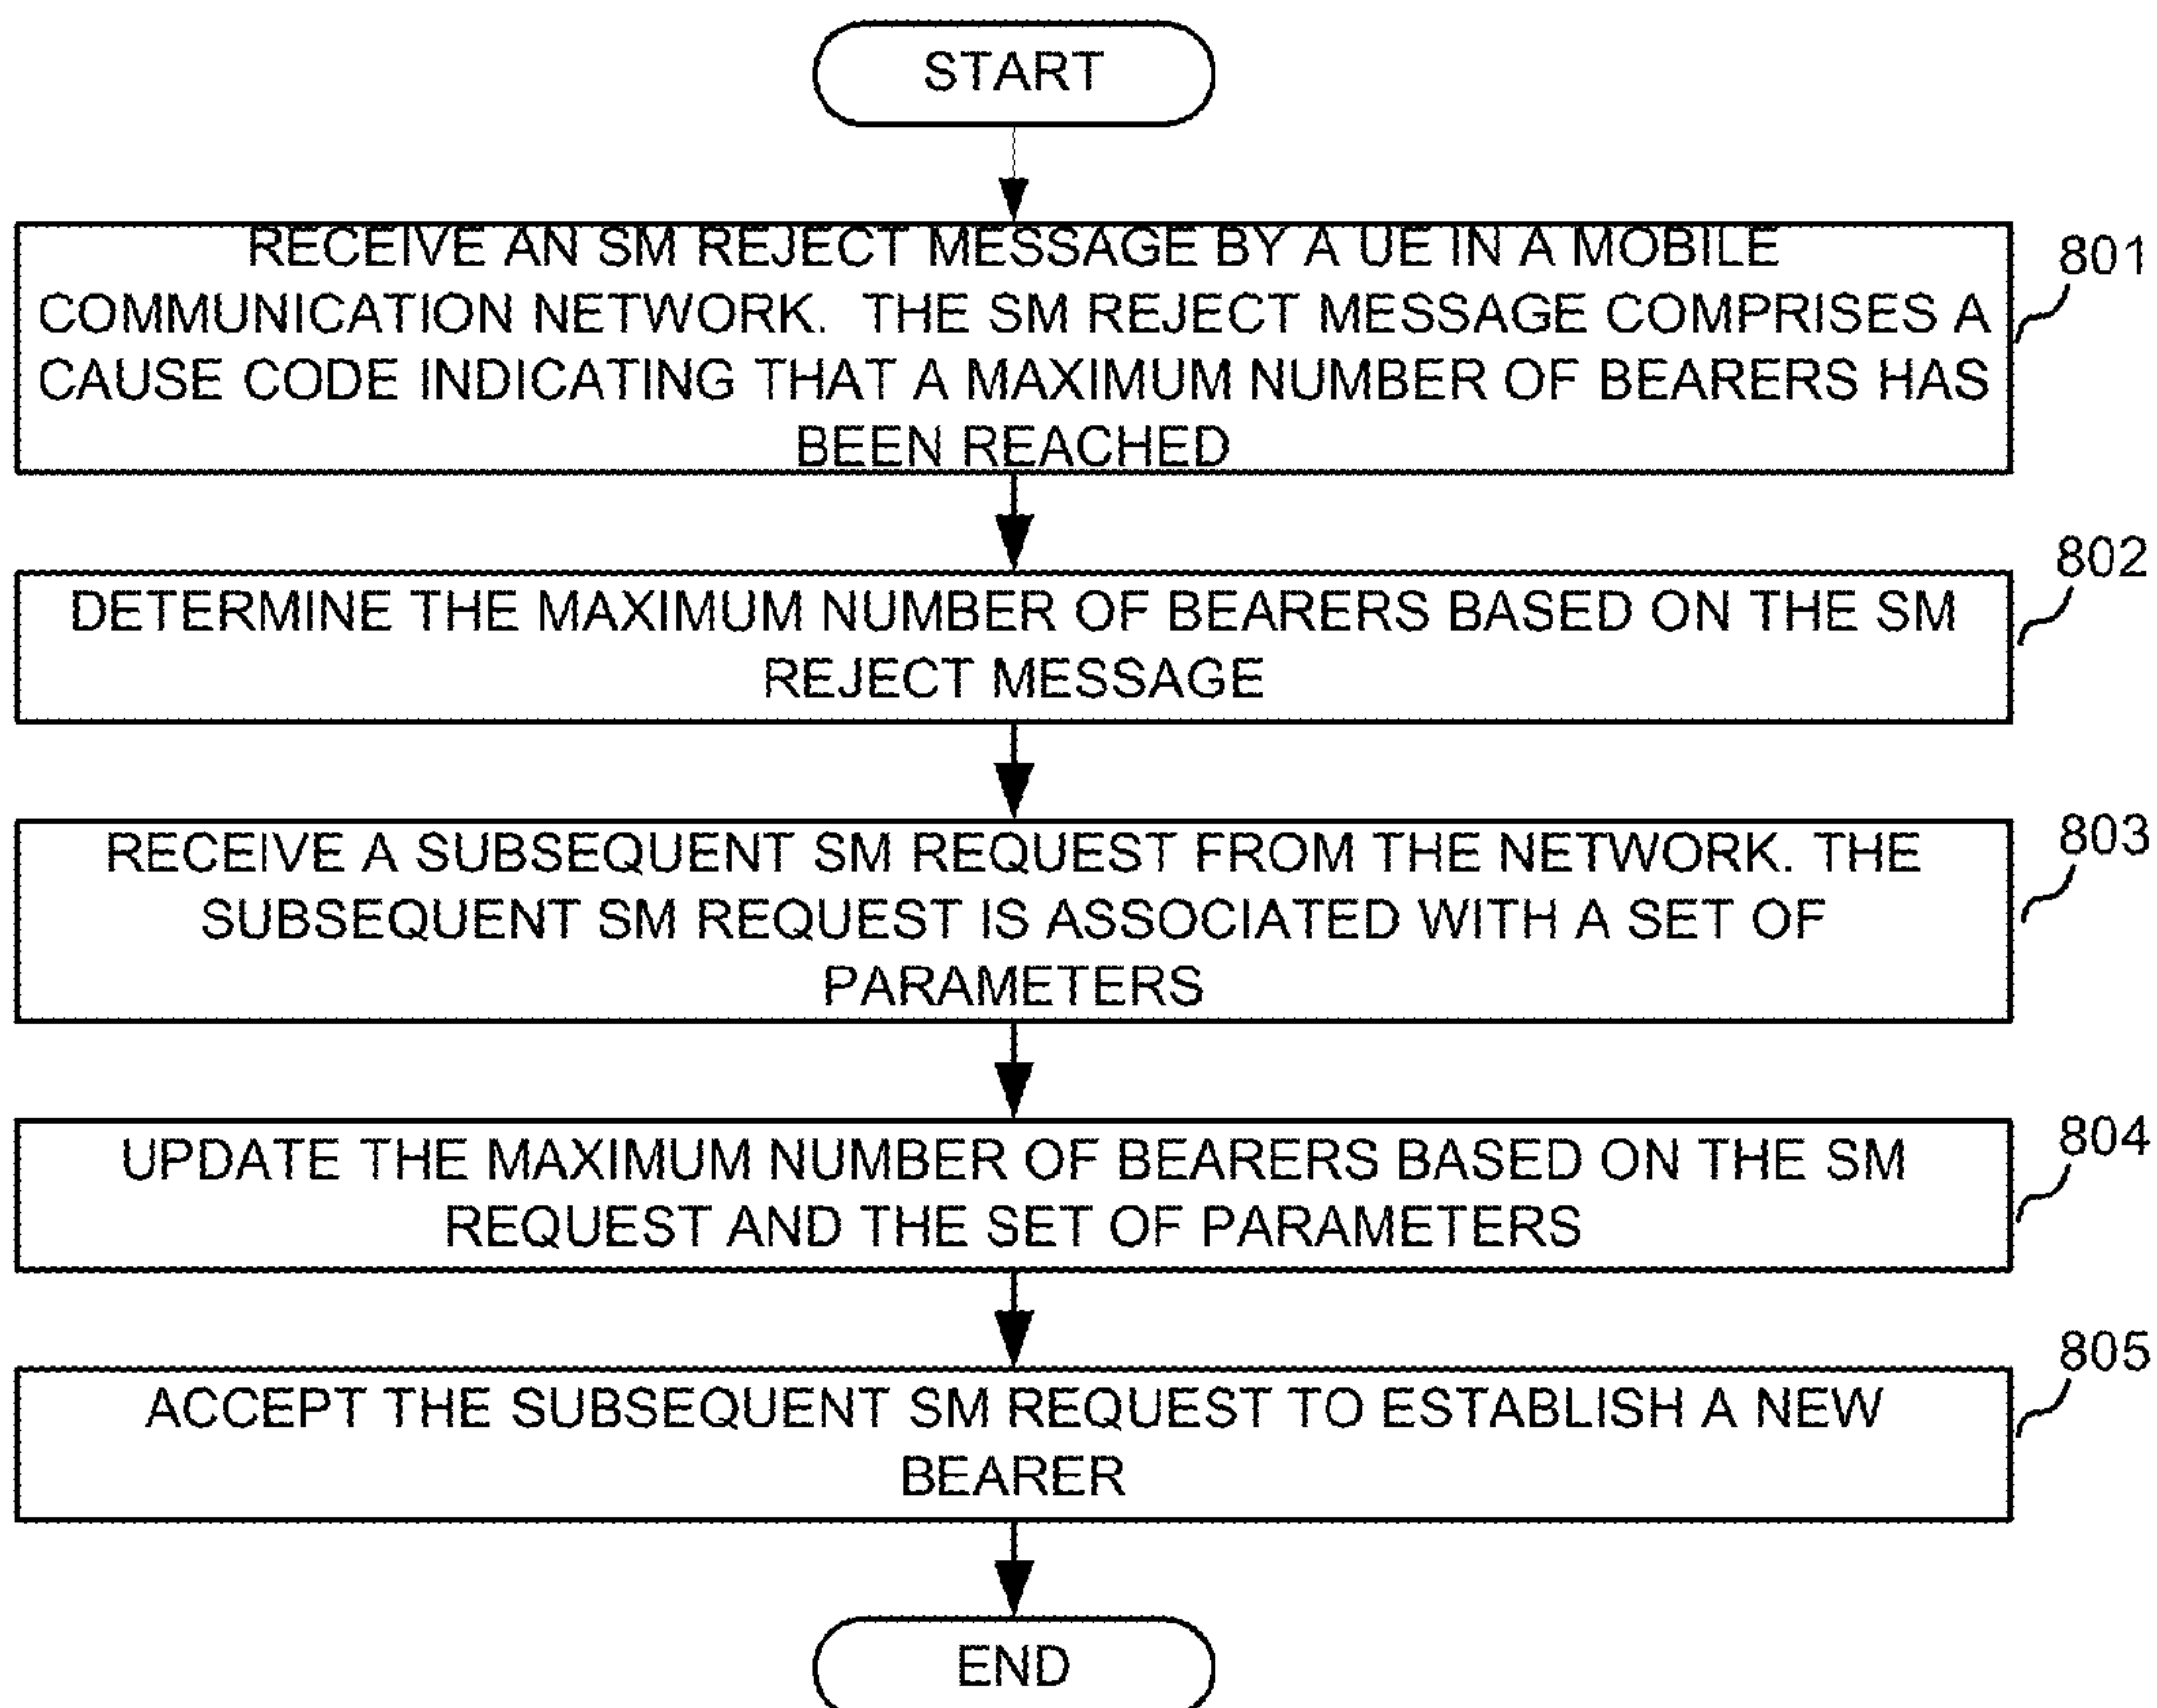 START
RECEIVE AN SM REJECT MESSAGE BY A UE IN A MOBILE
COMMUNICATION NETWORK. THE SM REJECT MESSAGE COMPRISES A
CAUSE CODE INDICATING THAT A MAXIMUM NUMBER OF BEARERS HAS
BEEN REACHED
801
DETERMINE THE MAXIMUM NUMBER OF BEARERS BASED ON THE SM
REJECT MESSAGE
802
RECEIVE A SUBSEQUENT SM REQUEST FROM THE NETWORK. THE
SUBSEQUENT SM REQUEST IS ASSOCIATED WITH A SET OF
PARAMETERS
803
UPDATE THE MAXIMUM NUMBER OF BEARERS BASED ON THE SM
REQUEST AND THE SET OF PARAMETERS
804
ACCEPT THE SUBSEQUENT SM REQUEST TO ESTABLISH A NEW
BEARER
805
END